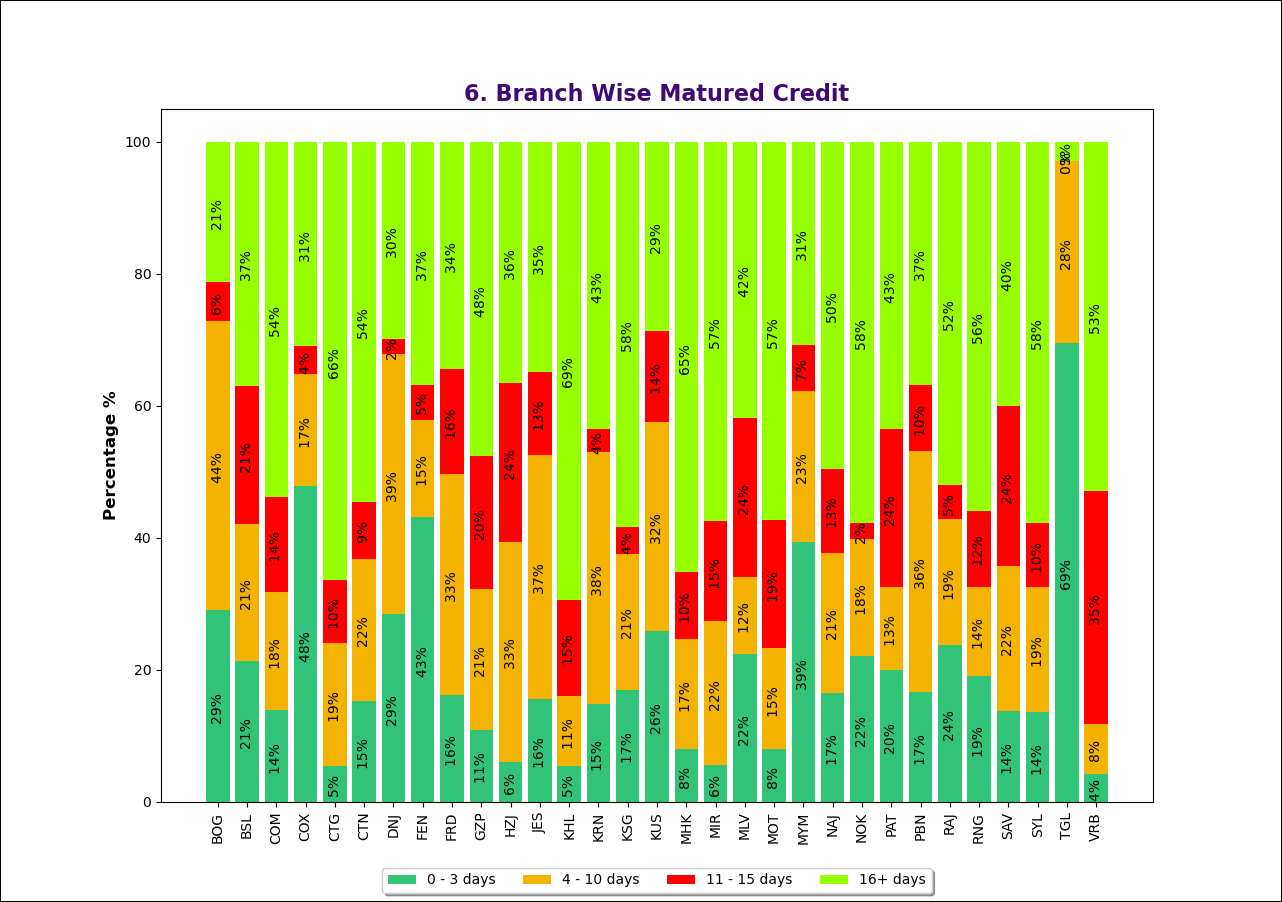 6. Branch Wise Matured Credit
Percentage %
100
80
60
40
20
0
21% 37% 54% 31% 66% 54% 30% 37% 34% 48% 36% 35% 69% 43% 58% 29% 65% 57% 42% 57% 31% 50% 58% 43% 37% 52% 56% 40% 58% 53%
6% 21% 14% 4% 10% 9% 2% 5% 16% 20% 24% 13% 15% 4% 4% 14% 10% 15% 24% 19% 7% 13% 2% 24% 10% 5% 12% 24% 10% 35%
44% 21% 18% 17% 19% 22% 39% 15% 33% 21% 33% 37% 11% 38% 21% 32% 17% 22% 12% 15% 23% 21% 18% 13% 36% 19% 14% 22% 19% 28% 8%
29% 21% 14% 48% 5% 15% 29% 43% 16% 11% 6% 16% 5% 15% 17% 26% 8% 6% 22% 8% 39% 17% 22% 20% 17% 24% 19% 14% 14% 69% 4%
BOG BSL COM COX CTG CTN DNJ FEN FRD GZP HZJ JES KHL KRN KSG KUS MHK MIR MLV MOT MYM NAJ NOK PAT PBN RAJ RNG SAV SYL TGL VRB
0 - 3 days 4 - 10 days 11 - 15 days 16+ days